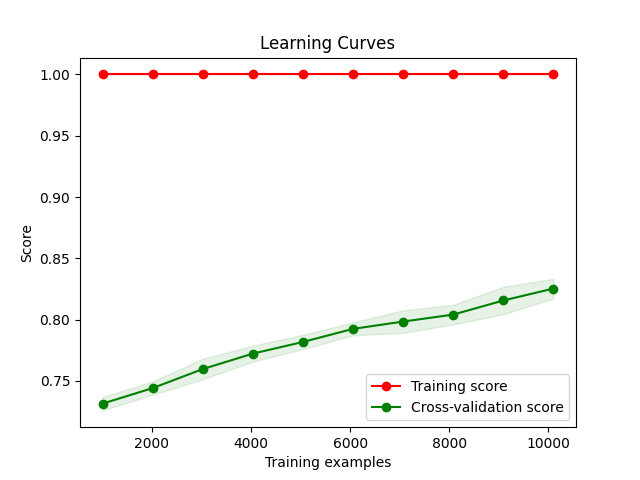 Learning Curves
1.00
0.95
0.90
0.85
0.80
0.75
Score
Training score
Cross-validation score
2000 4000 6000 8000 10000
Training examples